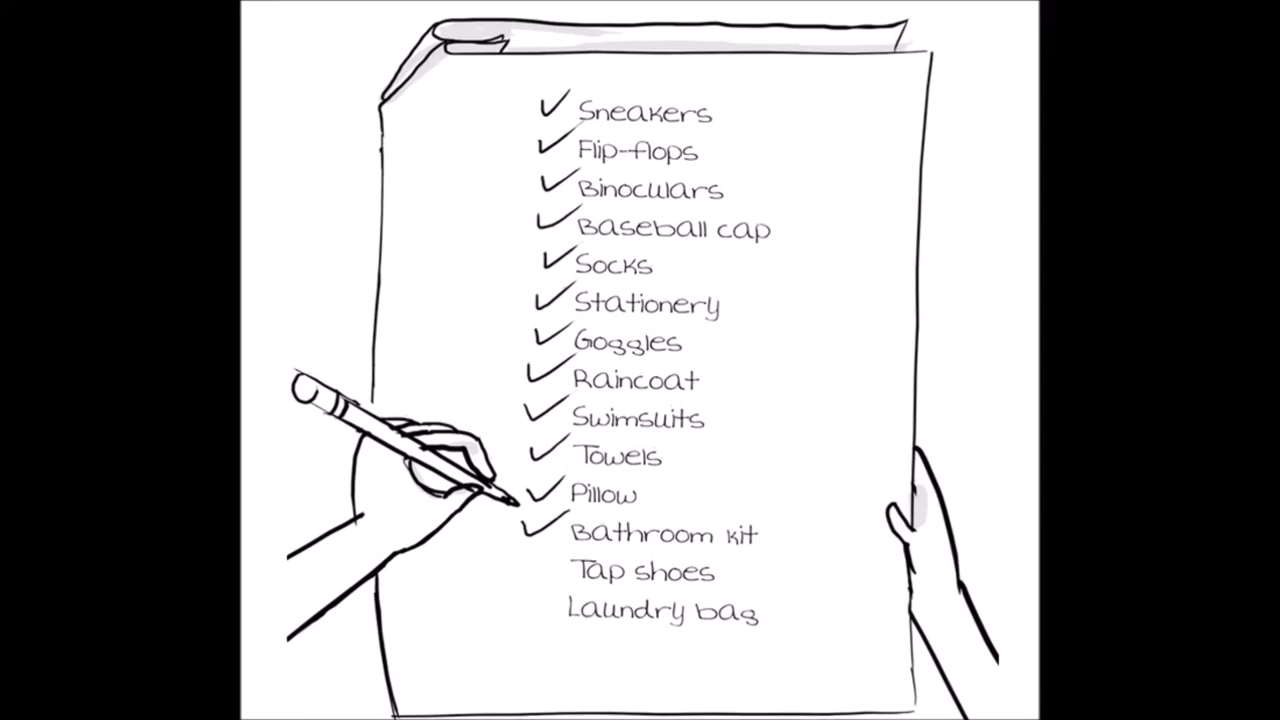 ✓ Sneakers
✓ Flip-flops
✓ Binoculars
✓ Baseball cap
✓ Socks
✓ Stationery
✓ Goggles
✓ Raincoat
✓ Swimsuits
✓ Towels
✓ Pillow
✓ Bathroom kit
Tap shoes
Laundry bag